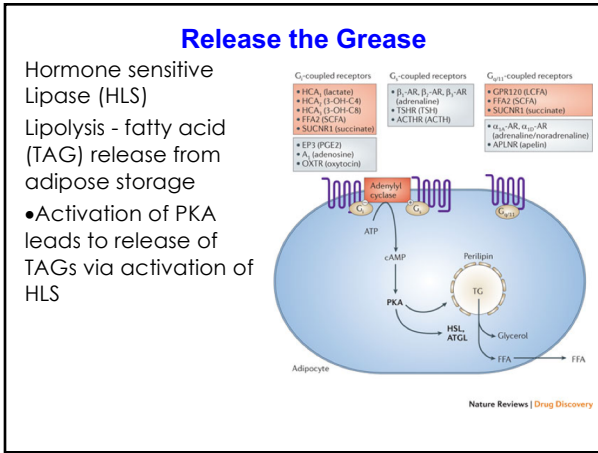 Release the Grease
Hormone sensitive
Lipase (HLS)
Lipolysis - fatty acid
(TAG) release from
adipose storage
•Activation of PKA
leads to release of
TAGs via activation of
HLS
Gᵢ-coupled receptors
• HCA₁ (lactate)
• HCA₂ (3-OH-C4)
• HCA₃ (3-OH-C8)
• FFA2 (SCFA)
• SUCNR1 (succinate)
• EP3 (PGE2)
• A₁ (adenosine)
• OXTR (oxytocin)
Gₛ-coupled receptors
• β₁-AR, β₂-AR, β₃-AR
(adrenaline)
• TSHR (TSH)
• ACTHR (ACTH)
G_q/11-coupled receptors
• GPR120 (LCFA)
• FFA2 (SCFA)
• SUCNR1 (succinate)
• α₁A-AR, α₁D-AR
(adrenaline/noradrenaline)
• APLNR (apelin)
Adenylyl
cyclase
–
+
Gᵢ
Gₛ
G_q/11
ATP
cAMP
Perilipin
PKA
TG
HSL,
ATGL
Glycerol
FFA
FFA
Adipocyte
Nature Reviews | Drug Discovery